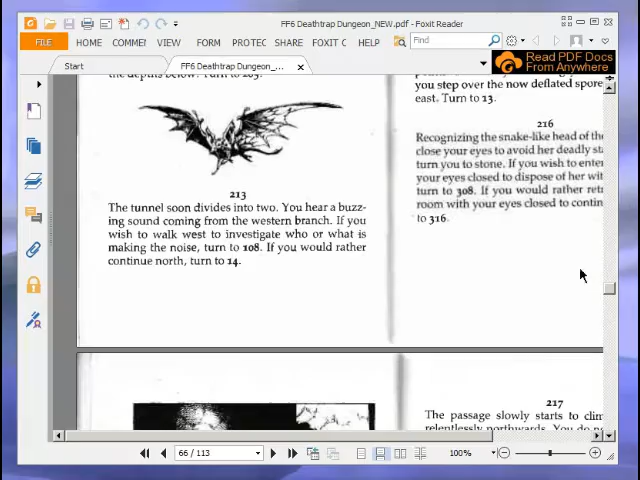 FF6 Deathtrap Dungeon_NEW.pdf - Foxit Reader
FILE HOME COMMEI VIEW FORM PROTEC SHARE FOXIT C HELP Find
Start FF6 Deathtrap Dungeon_...
Read PDF Docs
From Anywhere
the depths below. Turn to 203.
213
The tunnel soon divides into two. You hear a buzz-
ing sound coming from the western branch. If you
wish to walk west to investigate who or what is
making the noise, turn to 108. If you would rather
continue north, turn to 14.
you step over the now deflated spore
east. Turn to 13.
216
Recognizing the snake-like head of the
close your eyes to avoid her deadly sta
turn you to stone. If you wish to enter
your eyes closed to dispose of her wit
turn to 308. If you would rather retr
room with your eyes closed to contin
to 316.
217
The passage slowly starts to clim
relentlessly northwards. You do n
66 / 113
100%